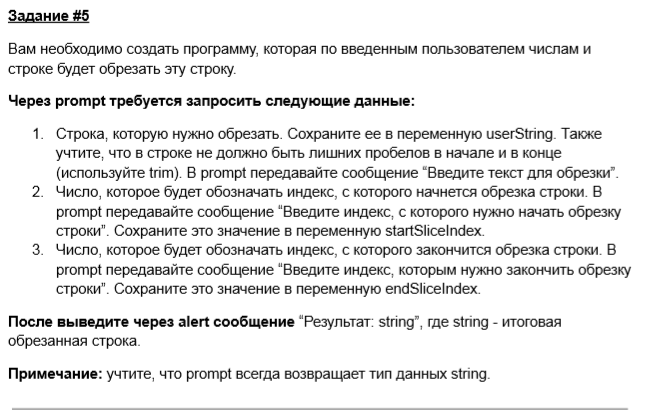 Задание #5
Вам необходимо создать программу, которая по введенным пользователем числам и
строке будет обрезать эту строку.
Через prompt требуется запросить следующие данные:
1. Строка, которую нужно обрезать. Сохраните ее в переменную userString. Также
учтите, что в строке не должно быть лишних пробелов в начале и в конце
(используйте trim). В prompt передавайте сообщение “Введите текст для обрезки”.
2. Число, которое будет обозначать индекс, с которого начнется обрезка строки. В
prompt передавайте сообщение “Введите индекс, с которого нужно начать обрезку
строки”. Сохраните это значение в переменную startSliceIndex.
3. Число, которое будет обозначать индекс, с которого закончится обрезка строки. В
prompt передавайте сообщение “Введите индекс, которым нужно закончить обрезку
строки”. Сохраните это значение в переменную endSliceIndex.
После выведите через alert сообщение “Результат: string”, где string - итоговая
обрезанная строка.
Примечание: учтите, что prompt всегда возвращает тип данных string.